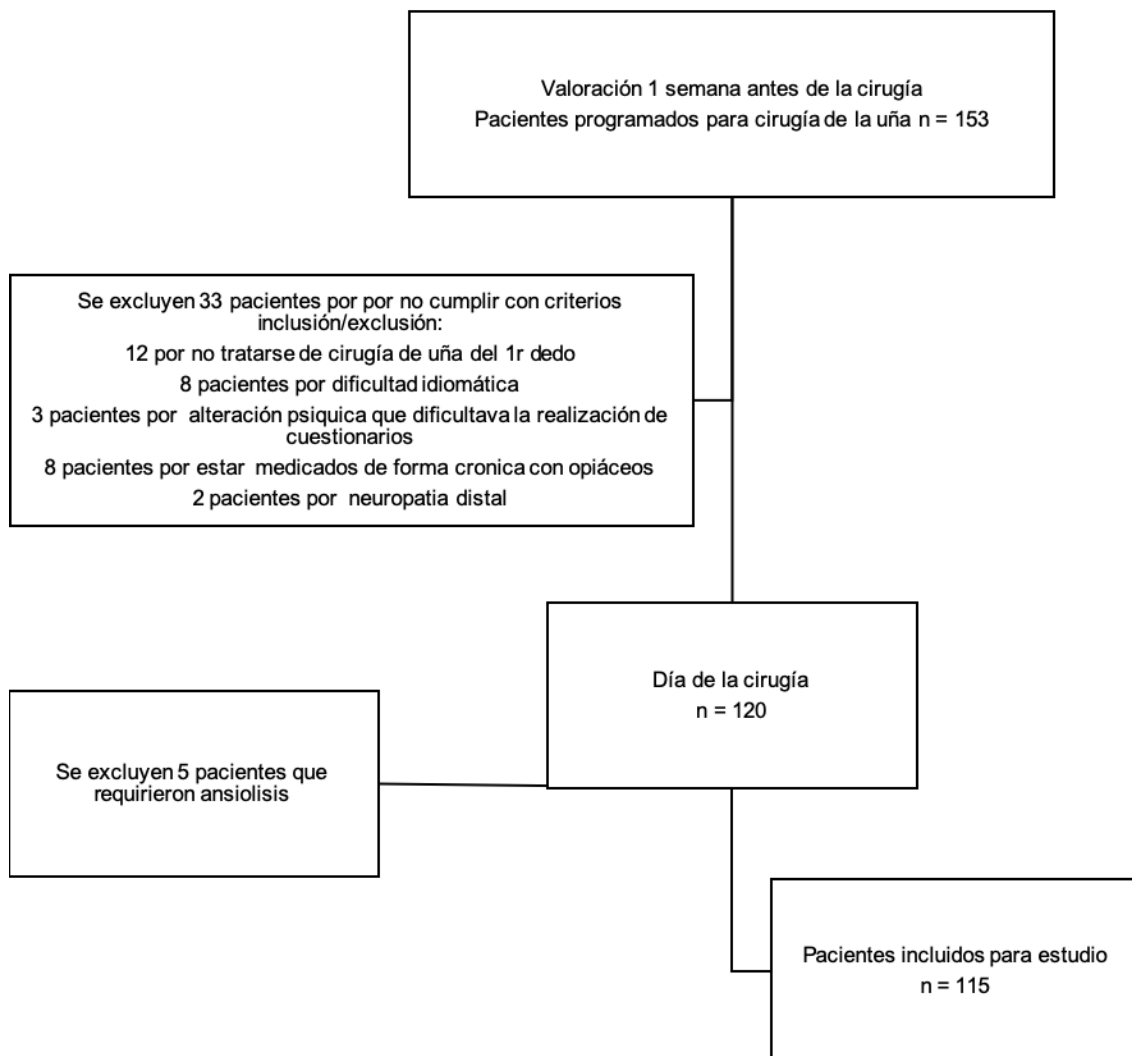 Valoración 1 semana antes de la cirugía
Pacientes programados para cirugía de la uña n = 153
Se excluyen 33 pacientes por por no cumplir con criterios
inclusión/exclusión:
12 por no tratarse de cirugía de uña del 1r dedo
8 pacientes por dificultad idiomática
3 pacientes por alteración psiquica que dificultava la realización de
cuestionarios
8 pacientes por estar medicados de forma cronica con opiáceos
2 pacientes por neuropatia distal
Día de la cirugía
n = 120
Se excluyen 5 pacientes que
requirieron ansiolisis
Pacientes incluidos para estudio
n = 115